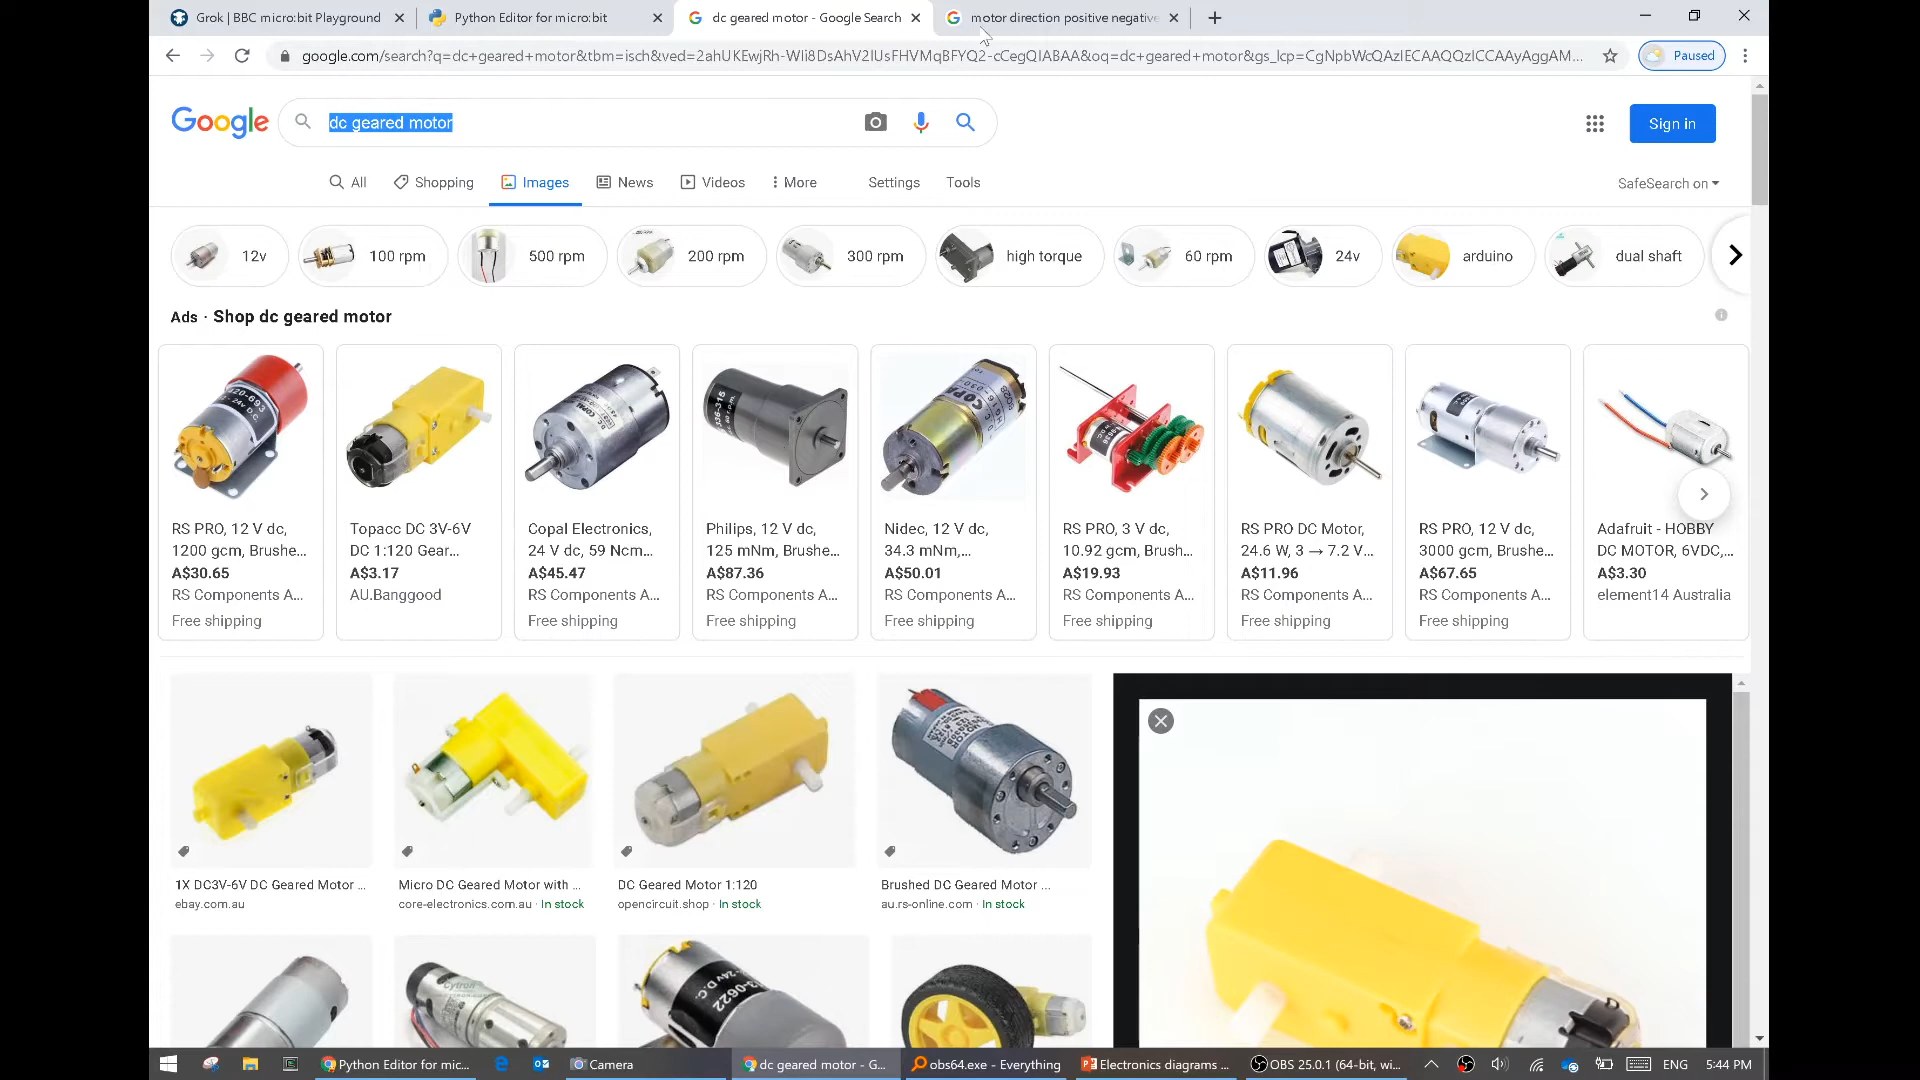 Grok | BBC micro:bit Playground
Python Editor for micro:bit
dc geared motor - Google Search
motor direction positive negative
google.com/search?q=dc+geared+motor&tbm=isch&ved=2ahUKEwjRh-Wli8DsAhV2IUsFHVMqBFYQ2-cCegQIABAA&oq=dc+geared+motor&gs_lcp=CgNpbWcQAzIECAAQQzICCAAyAggAM...
Paused
Google
dc geared motor
Sign in
All
Shopping
Images
News
Videos
More
Settings
Tools
SafeSearch on
12v
100 rpm
500 rpm
200 rpm
300 rpm
high torque
60 rpm
24v
arduino
dual shaft
Ads · Shop dc geared motor
RS PRO, 12 V dc,
1200 gcm, Brushe...
A$30.65
RS Components A...
Free shipping
Topacc DC 3V-6V
DC 1:120 Gear...
A$3.17
AU.Banggood
Copal Electronics,
24 V dc, 59 Ncm...
A$45.47
RS Components A...
Free shipping
Philips, 12 V dc,
125 mNm, Brushe...
A$87.36
RS Components A...
Free shipping
Nidec, 12 V dc,
34.3 mNm,...
A$50.01
RS Components A...
Free shipping
RS PRO, 3 V dc,
10.92 gcm, Brush...
A$19.93
RS Components A...
Free shipping
RS PRO DC Motor,
24.6 W, 3 → 7.2 V...
A$11.96
RS Components A...
Free shipping
RS PRO, 12 V dc,
3000 gcm, Brushe...
A$67.65
RS Components A...
Free shipping
Adafruit - HOBBY
DC MOTOR, 6VDC,...
A$3.30
element14 Australia
1X DC3V-6V DC Geared Motor ...
ebay.com.au
Micro DC Geared Motor with ...
core-electronics.com.au · In stock
DC Geared Motor 1:120
opencircuit.shop · In stock
Brushed DC Geared Motor ...
au.rs-online.com · In stock
Python Editor for mic...
Camera
dc geared motor - G...
obs64.exe - Everything
Electronics diagrams ...
OBS 25.0.1 (64-bit, wi...
ENG
5:44 PM